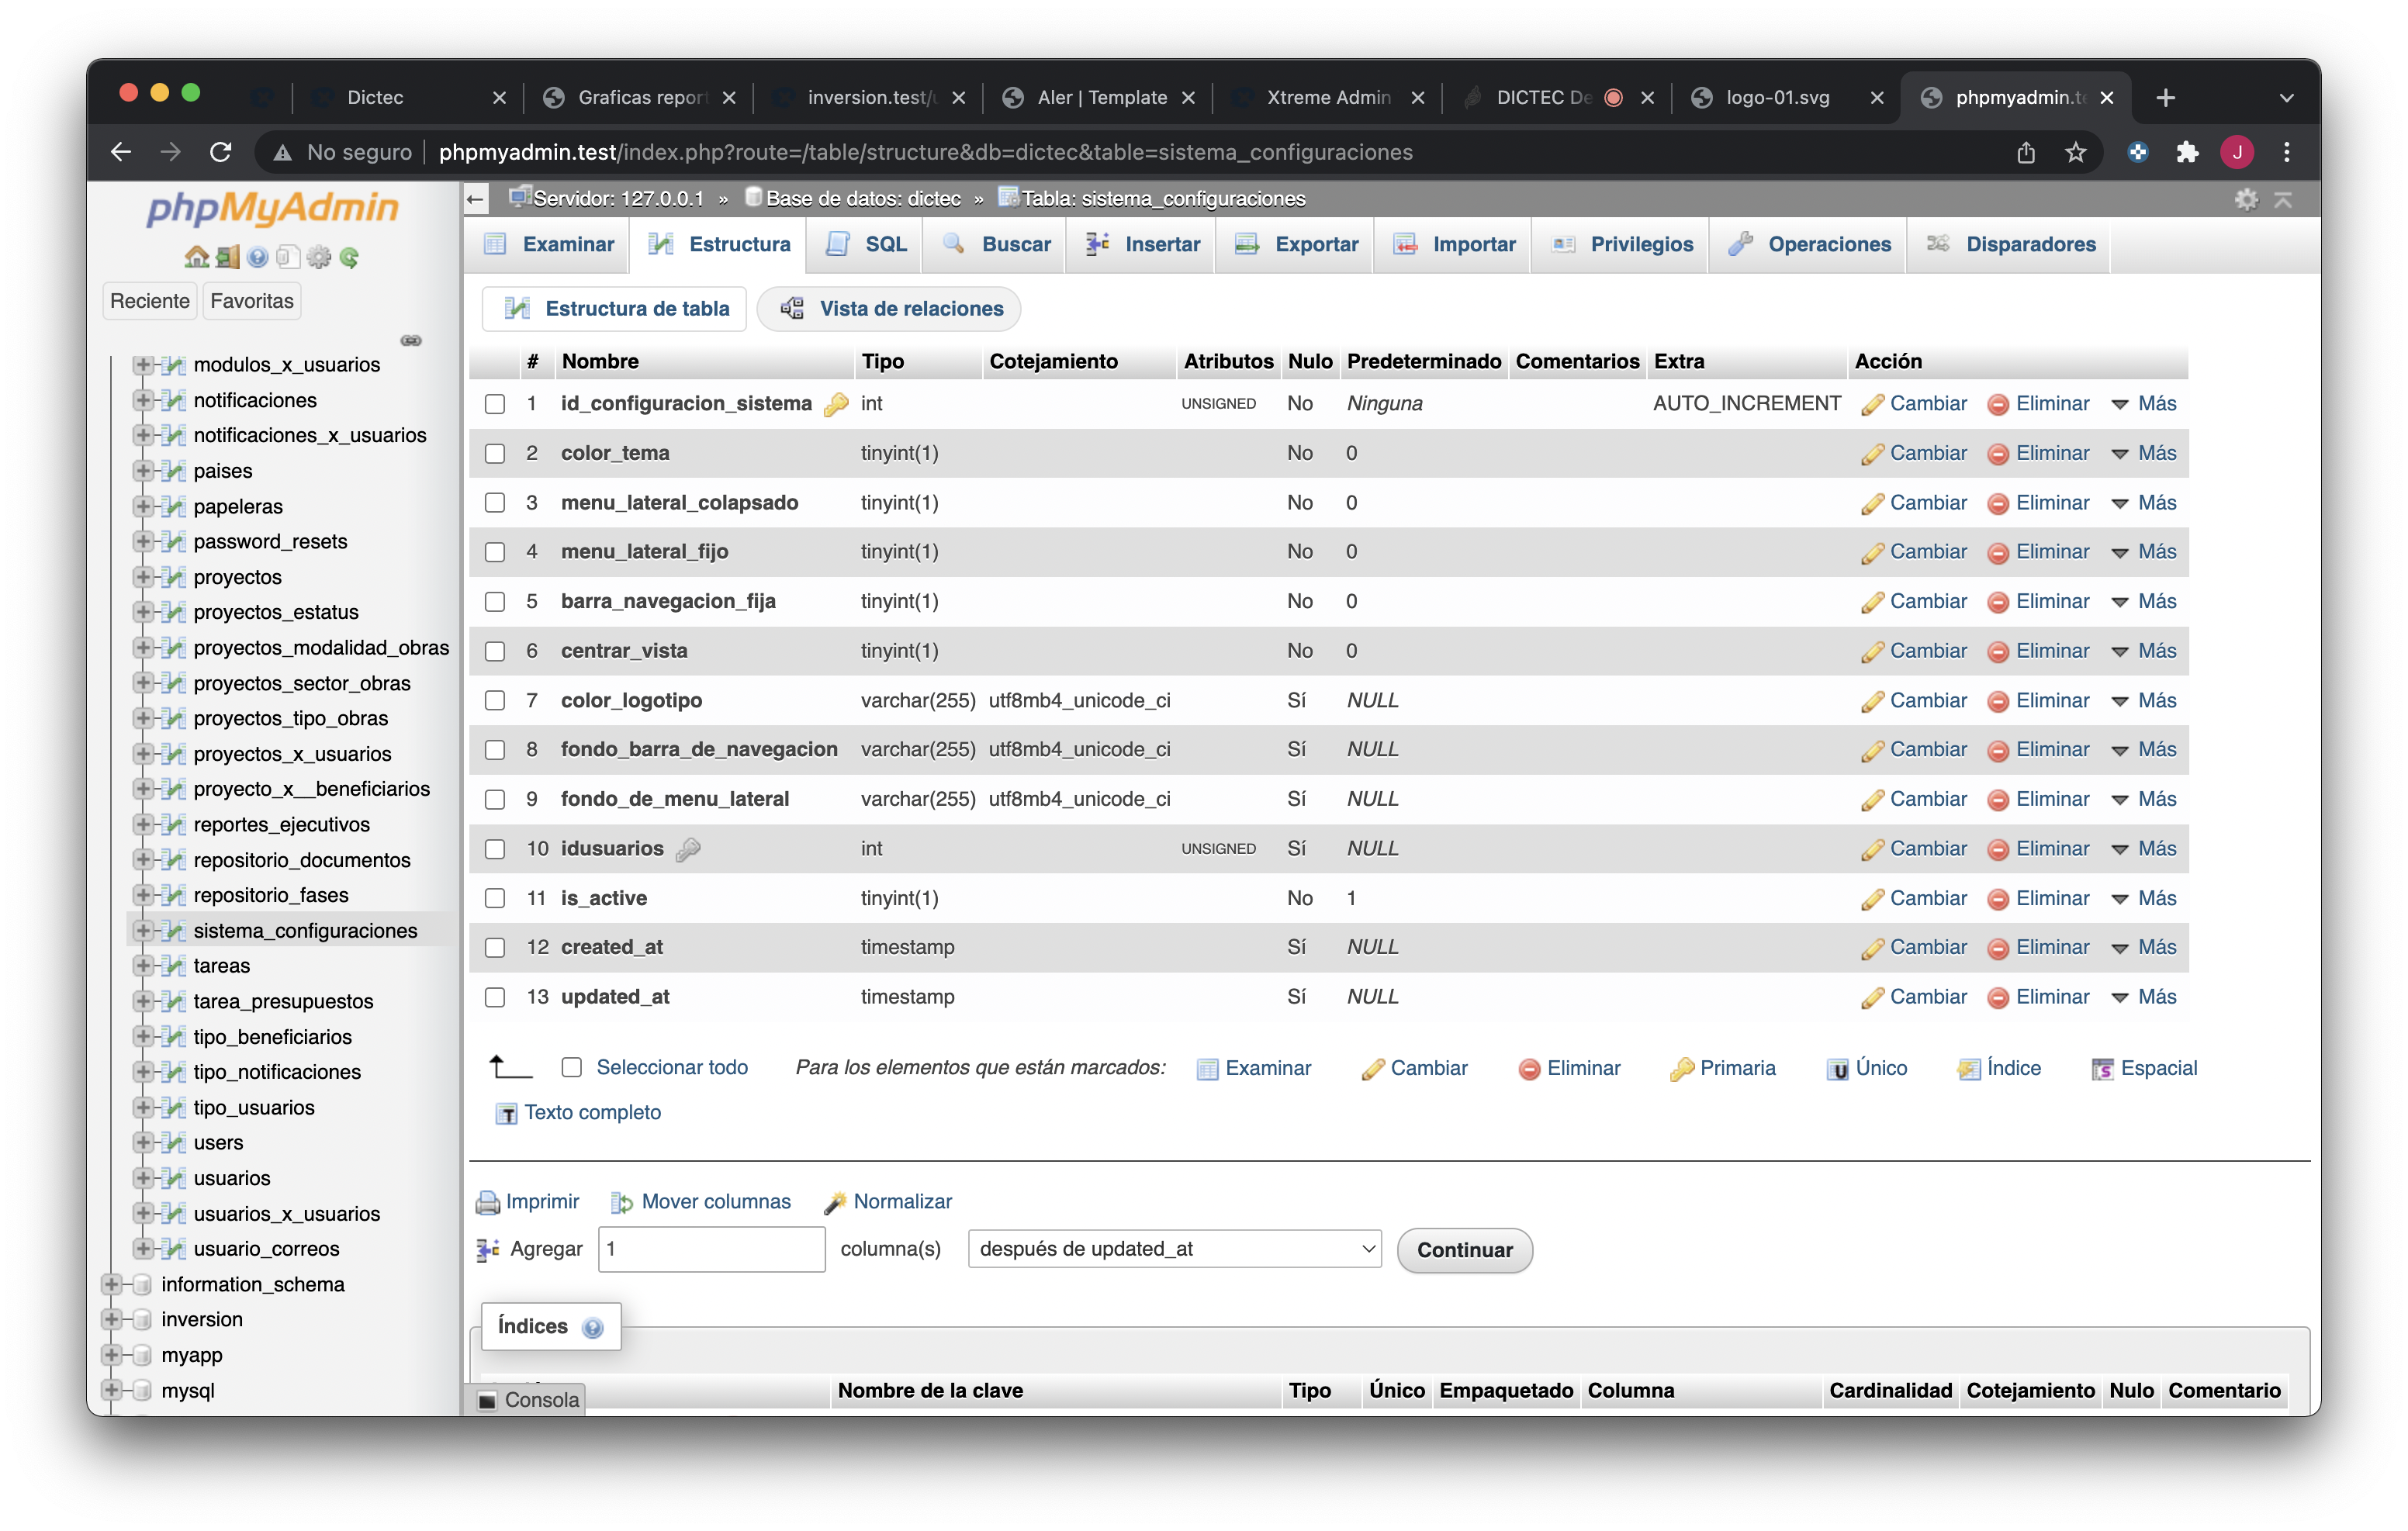 Dictec
Graficas report
inversion.test/u
Aler | Template
Xtreme Admin
DICTEC De
logo-01.svg
phpmyadmin.te
No seguro phpmyadmin.test/index.php?route=/table/structure&db=dictec&table=sistema_configuraciones
J
phpMyAdmin
Reciente Favoritas
modulos_x_usuarios
notificaciones
notificaciones_x_usuarios
paises
papeleras
password_resets
proyectos
proyectos_estatus
proyectos_modalidad_obras
proyectos_sector_obras
proyectos_tipo_obras
proyectos_x_usuarios
proyecto_x__beneficiarios
reportes_ejecutivos
repositorio_documentos
repositorio_fases
sistema_configuraciones
tareas
tarea_presupuestos
tipo_beneficiarios
tipo_notificaciones
tipo_usuarios
users
usuarios
usuarios_x_usuarios
usuario_correos
information_schema
inversion
myapp
mysql
Servidor: 127.0.0.1 » Base de datos: dictec » Tabla: sistema_configuraciones
Examinar Estructura SQL Buscar Insertar Exportar Importar Privilegios Operaciones Disparadores
Estructura de tabla Vista de relaciones
# Nombre Tipo Cotejamiento Atributos Nulo Predeterminado Comentarios Extra Acción
1 id_configuracion_sistema int UNSIGNED No Ninguna AUTO_INCREMENT Cambiar Eliminar Más
2 color_tema tinyint(1) No 0 Cambiar Eliminar Más
3 menu_lateral_colapsado tinyint(1) No 0 Cambiar Eliminar Más
4 menu_lateral_fijo tinyint(1) No 0 Cambiar Eliminar Más
5 barra_navegacion_fija tinyint(1) No 0 Cambiar Eliminar Más
6 centrar_vista tinyint(1) No 0 Cambiar Eliminar Más
7 color_logotipo varchar(255) utf8mb4_unicode_ci Sí NULL Cambiar Eliminar Más
8 fondo_barra_de_navegacion varchar(255) utf8mb4_unicode_ci Sí NULL Cambiar Eliminar Más
9 fondo_de_menu_lateral varchar(255) utf8mb4_unicode_ci Sí NULL Cambiar Eliminar Más
10 idusuarios int UNSIGNED Sí NULL Cambiar Eliminar Más
11 is_active tinyint(1) No 1 Cambiar Eliminar Más
12 created_at timestamp Sí NULL Cambiar Eliminar Más
13 updated_at timestamp Sí NULL Cambiar Eliminar Más
Seleccionar todo Para los elementos que están marcados: Examinar Cambiar Eliminar Primaria Único Índice Espacial
Texto completo
Imprimir Mover columnas Normalizar
Agregar 1 columna(s) después de updated_at Continuar
Índices
Nombre de la clave Tipo Único Empaquetado Columna Cardinalidad Cotejamiento Nulo Comentario
Consola